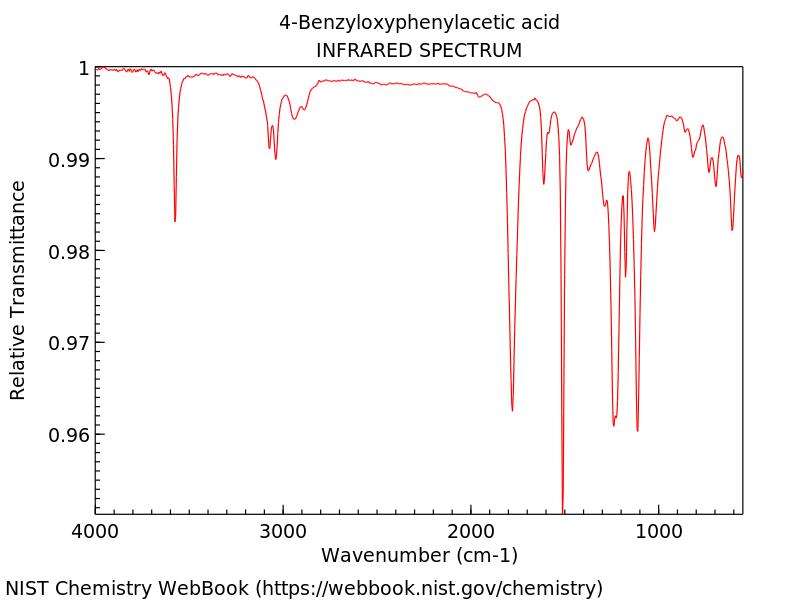 4-Benzyloxyphenylacetic acid
INFRARED SPECTRUM
1
0.99
0.98
0.97
0.96
Relative Transmittance
4000 3000 2000 1000
Wavenumber (cm-1)
NIST Chemistry WebBook (https://webbook.nist.gov/chemistry)